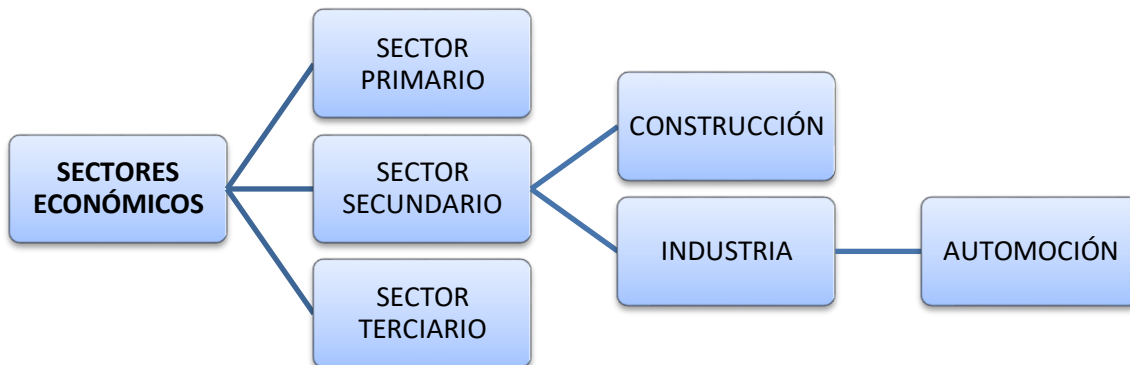 SECTORES
ECONÓMICOS
SECTOR
PRIMARIO
SECTOR
SECUNDARIO
SECTOR
TERCIARIO
CONSTRUCCIÓN
INDUSTRIA
AUTOMOCIÓN